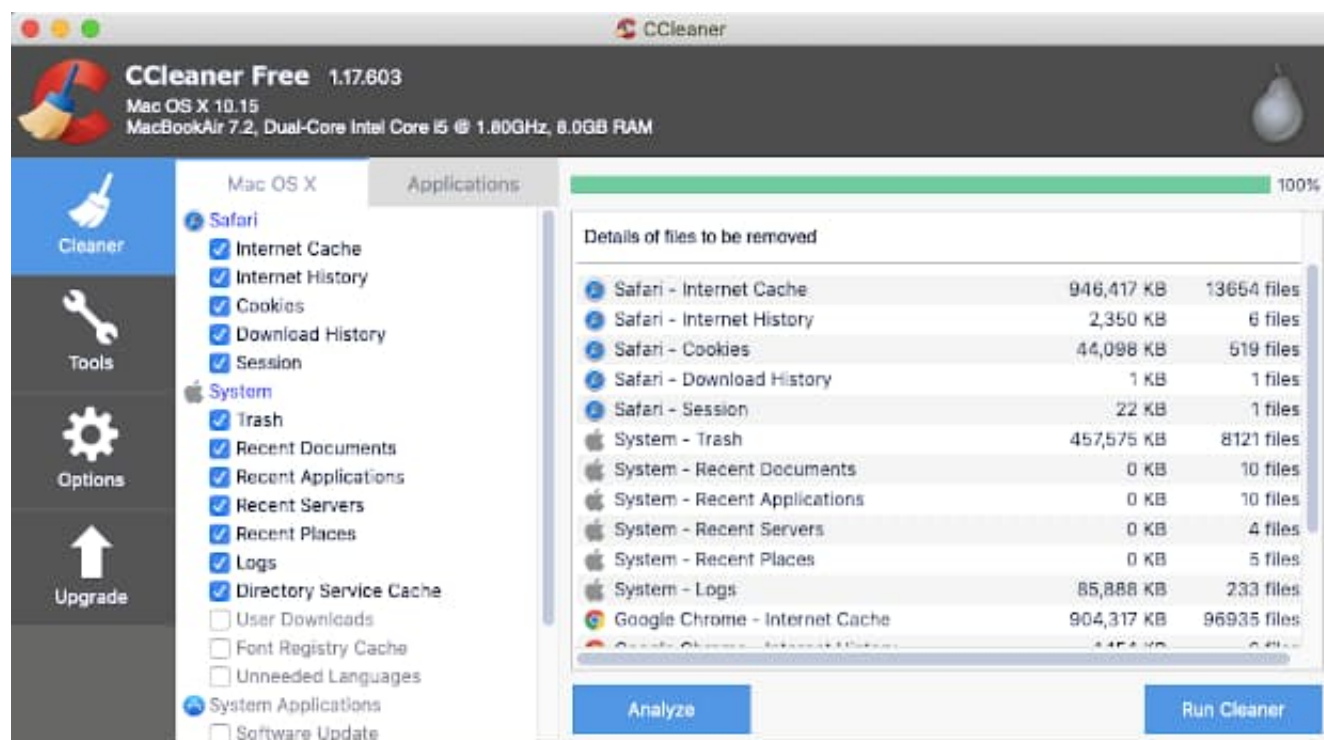 CCleaner
CCleaner Free 1.17.603
Mac OS X 10.15
MacBookAir 7.2, Dual-Core Intel Core i5 @ 1.80GHz, 8.0GB RAM
Cleaner
Tools
Options
Upgrade
Mac OS X Applications
Safari
Internet Cache
Internet History
Cookies
Download History
Session
System
Trash
Recent Documents
Recent Applications
Recent Servers
Recent Places
Logs
Directory Service Cache
User Downloads
Font Registry Cache
Unneeded Languages
System Applications
Software Update
100%
Details of files to be removed
Safari - Internet Cache 946,417 KB 13654 files
Safari - Internet History 2,350 KB 6 files
Safari - Cookies 44,098 KB 519 files
Safari - Download History 1 KB 1 files
Safari - Session 22 KB 1 files
System - Trash 457,575 KB 8121 files
System - Recent Documents 0 KB 10 files
System - Recent Applications 0 KB 10 files
System - Recent Servers 0 KB 4 files
System - Recent Places 0 KB 5 files
System - Logs 85,888 KB 233 files
Google Chrome - Internet Cache 904,317 KB 96935 files
Analyze
Run Cleaner